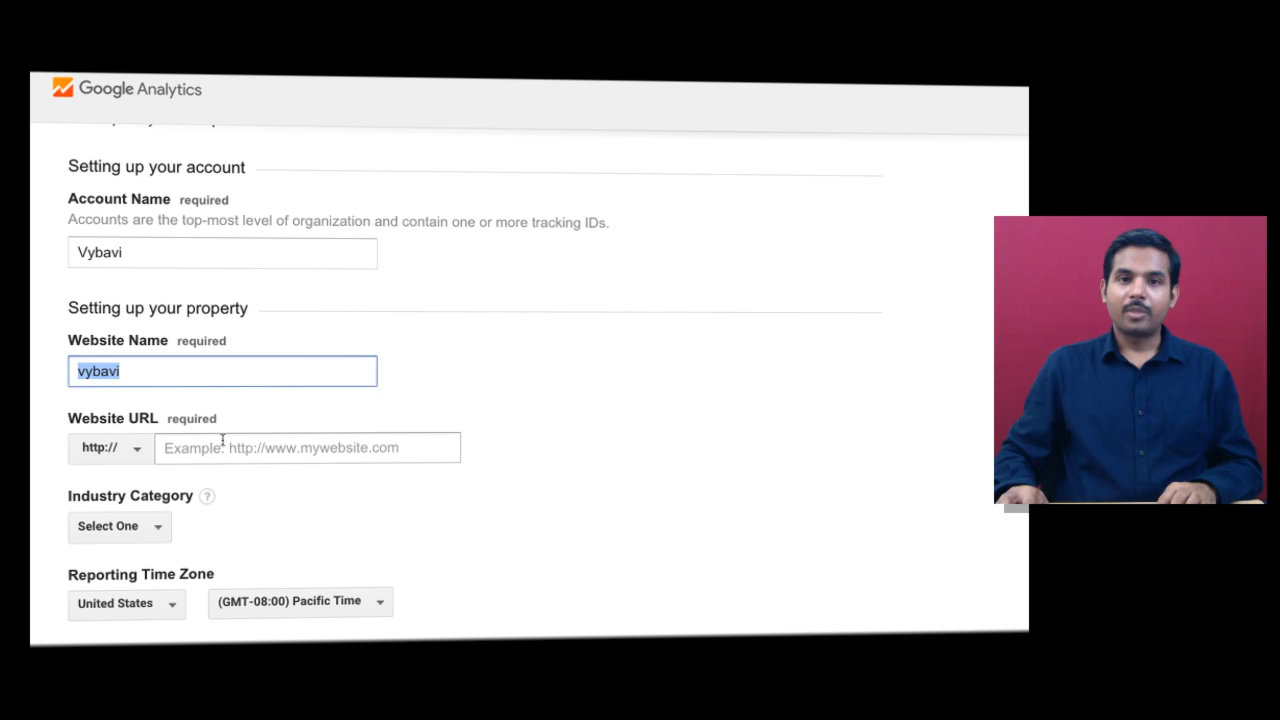 Google Analytics
Setting up your account
Account Name required
Accounts are the top-most level of organization and contain one or more tracking IDs.
Vybavi
Setting up your property
Website Name required
vybavi
Website URL required
http:// Example: http://www.mywebsite.com
Industry Category ?
Select One
Reporting Time Zone
United States (GMT-08:00) Pacific Time